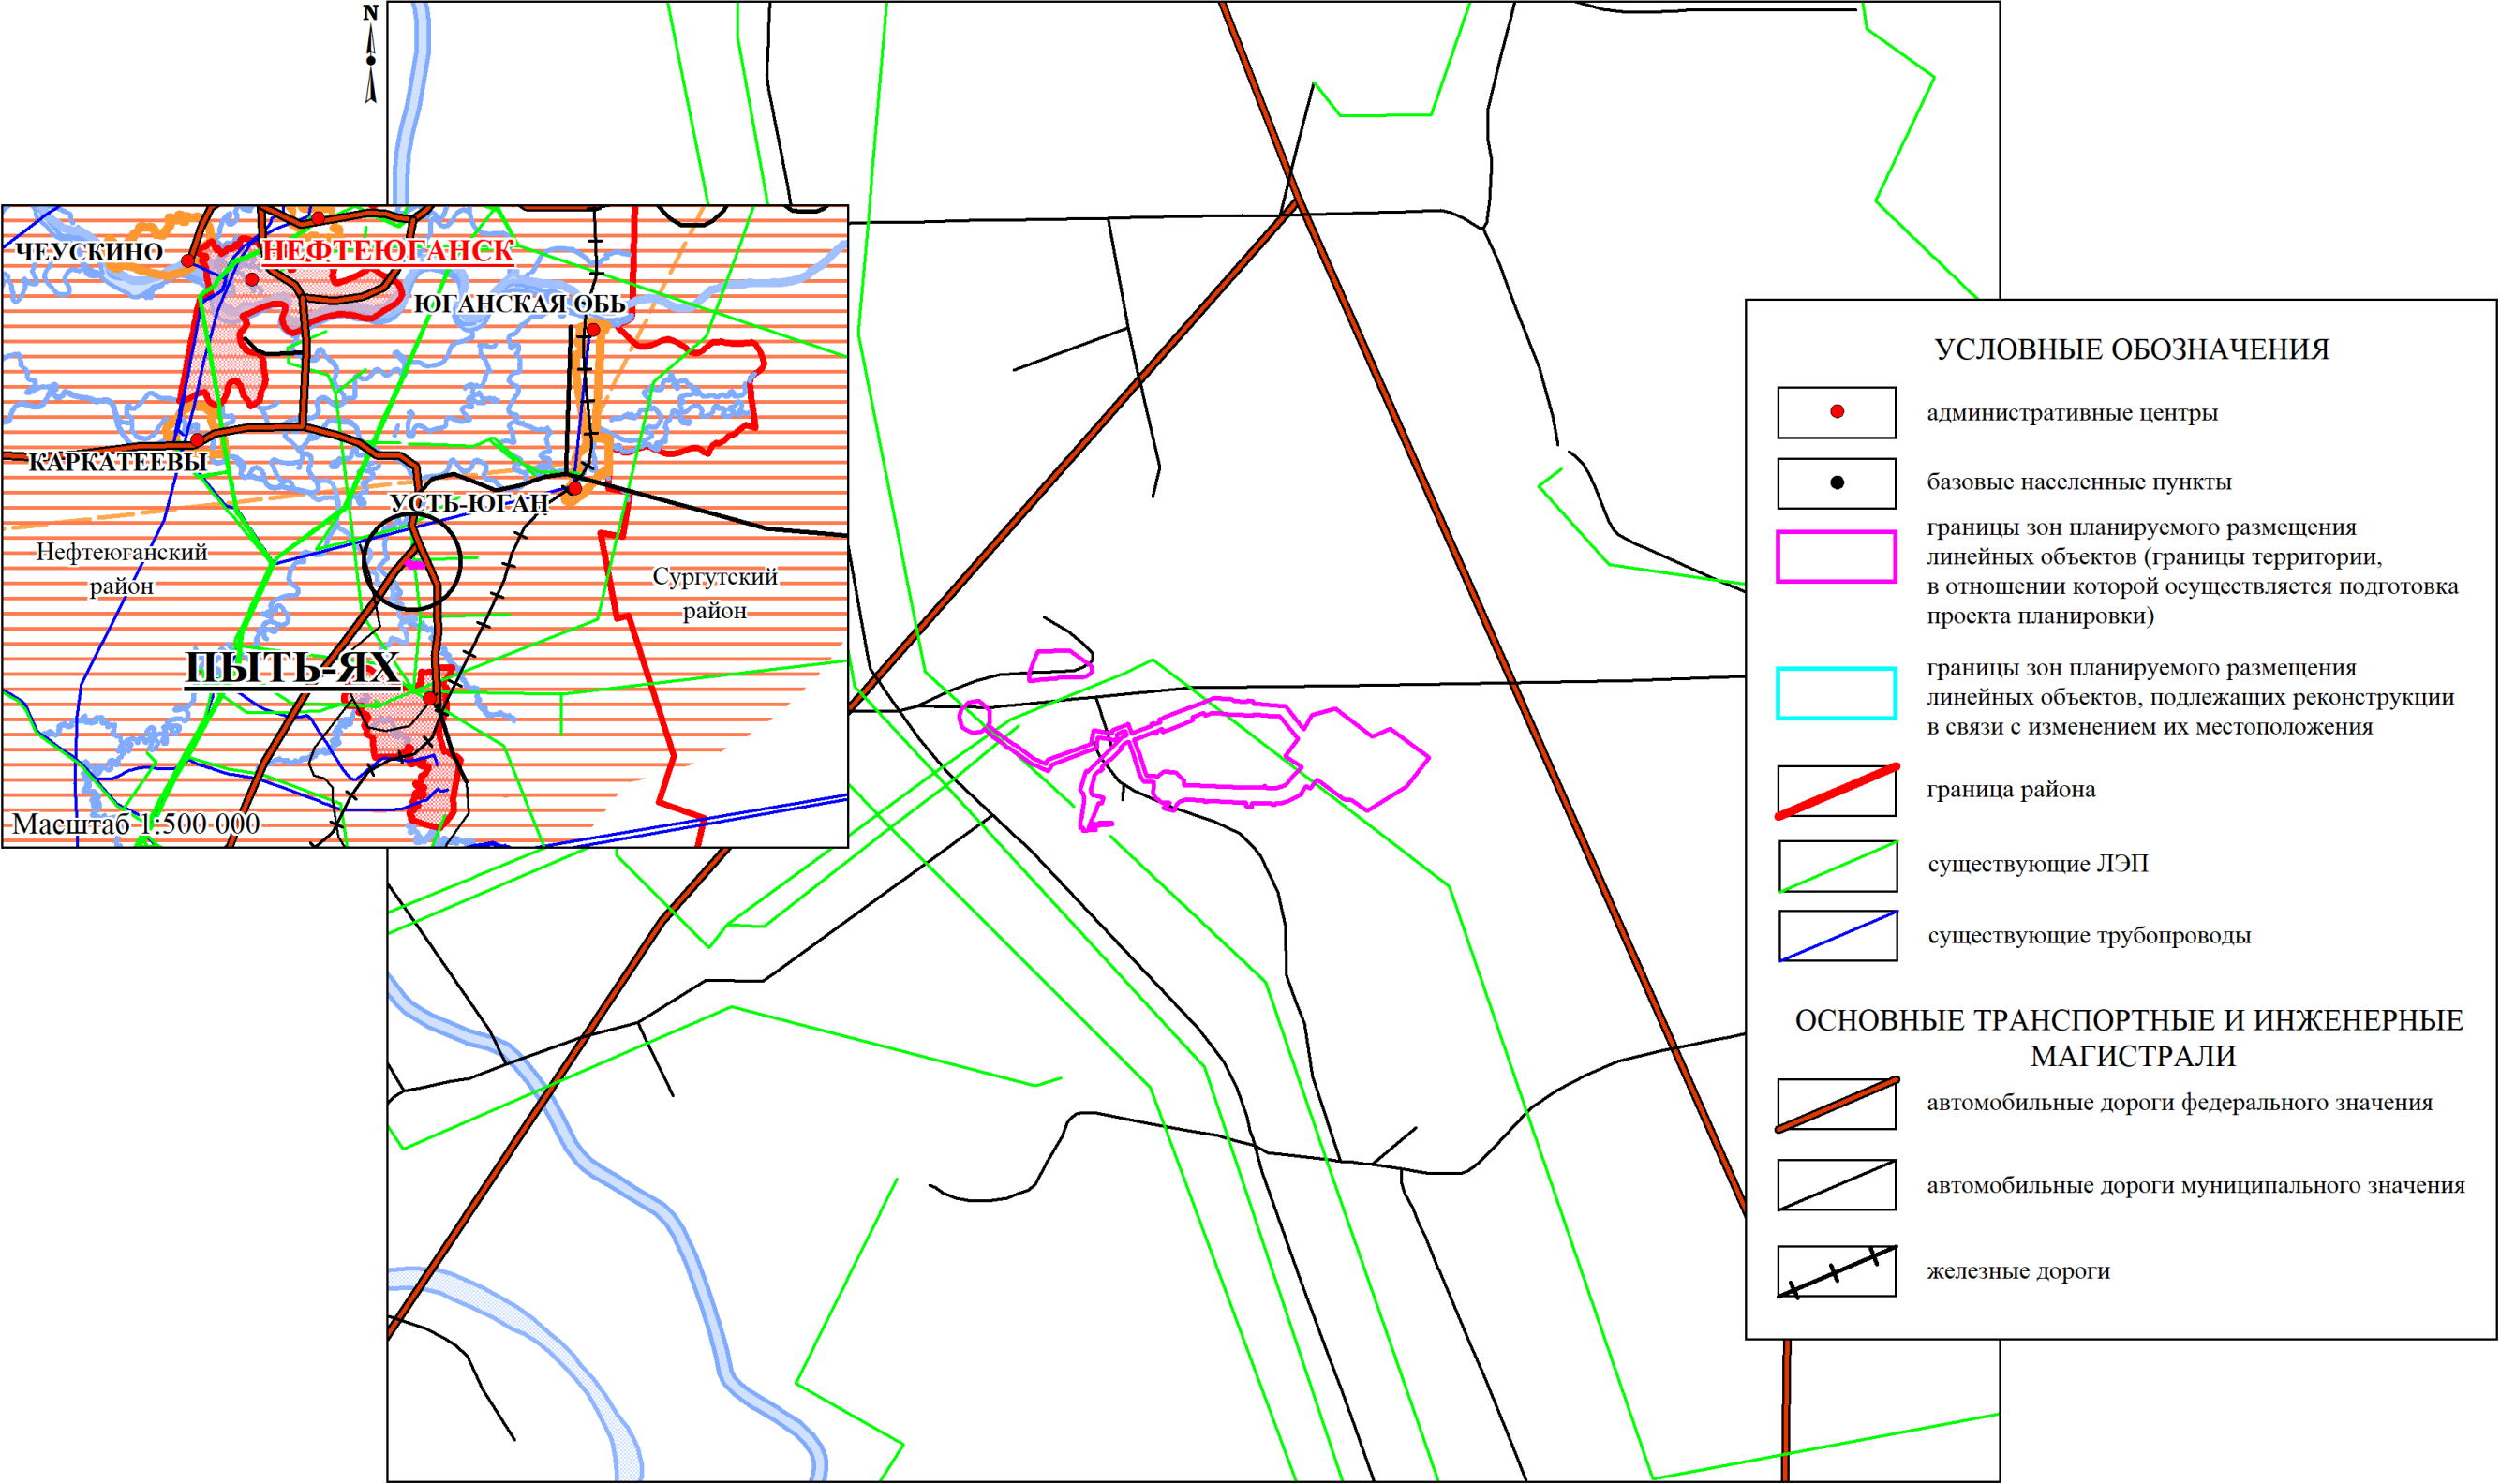 N
ЧЕУСКИНО
НЕФТЕЮГАНСК
ЮГАНСКАЯ ОБЬ
КАРКАТЕЕВЫ
УСТЬ-ЮГАН
Нефтеюганский
район
Сургутский
район
ПЫТЬ-ЯХ
Масштаб 1:500 000
УСЛОВНЫЕ ОБОЗНАЧЕНИЯ
административные центры
базовые населенные пункты
границы зон планируемого размещения
линейных объектов (границы территории,
в отношении которой осуществляется подготовка
проекта планировки)
границы зон планируемого размещения
линейных объектов, подлежащих реконструкции
в связи с изменением их местоположения
граница района
существующие ЛЭП
существующие трубопроводы
ОСНОВНЫЕ ТРАНСПОРТНЫЕ И ИНЖЕНЕРНЫЕ
МАГИСТРАЛИ
автомобильные дороги федерального значения
автомобильные дороги муниципального значения
железные дороги